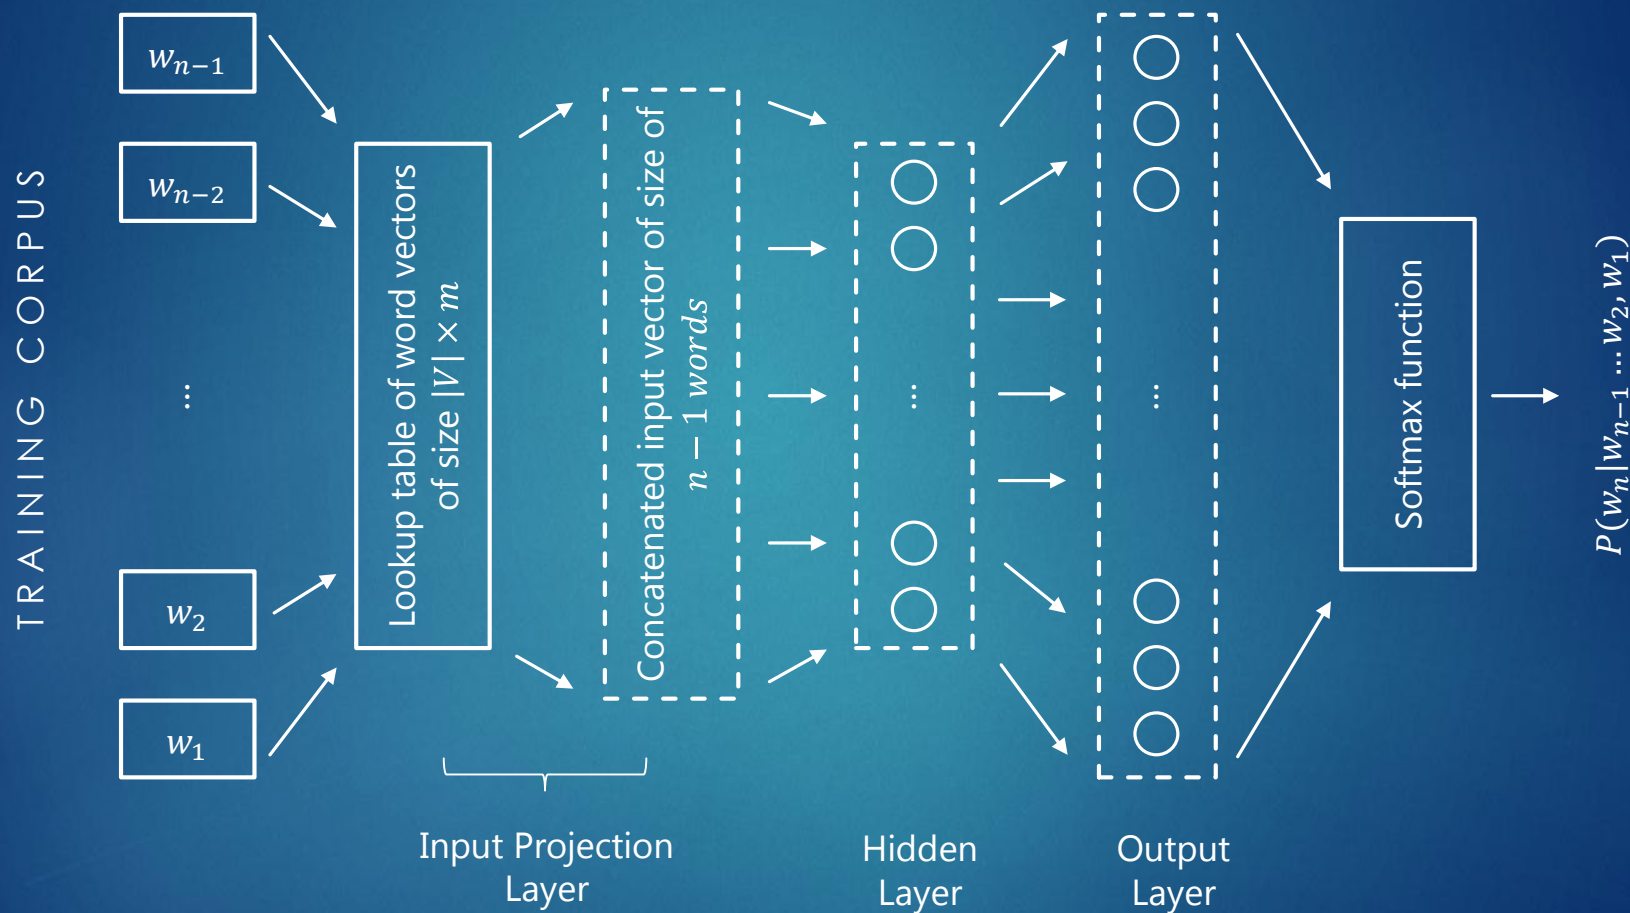 TRAINING CORPUS
w_{n−1}
w_{n−2}
...
w_2
w_1
Lookup table of word vectors
of size |V| × m
Concatenated input vector of size of
n − 1 words
...
...
Softmax function
P(w_n|w_{n−1} … w_2, w_1)
Input Projection
Layer
Hidden
Layer
Output
Layer